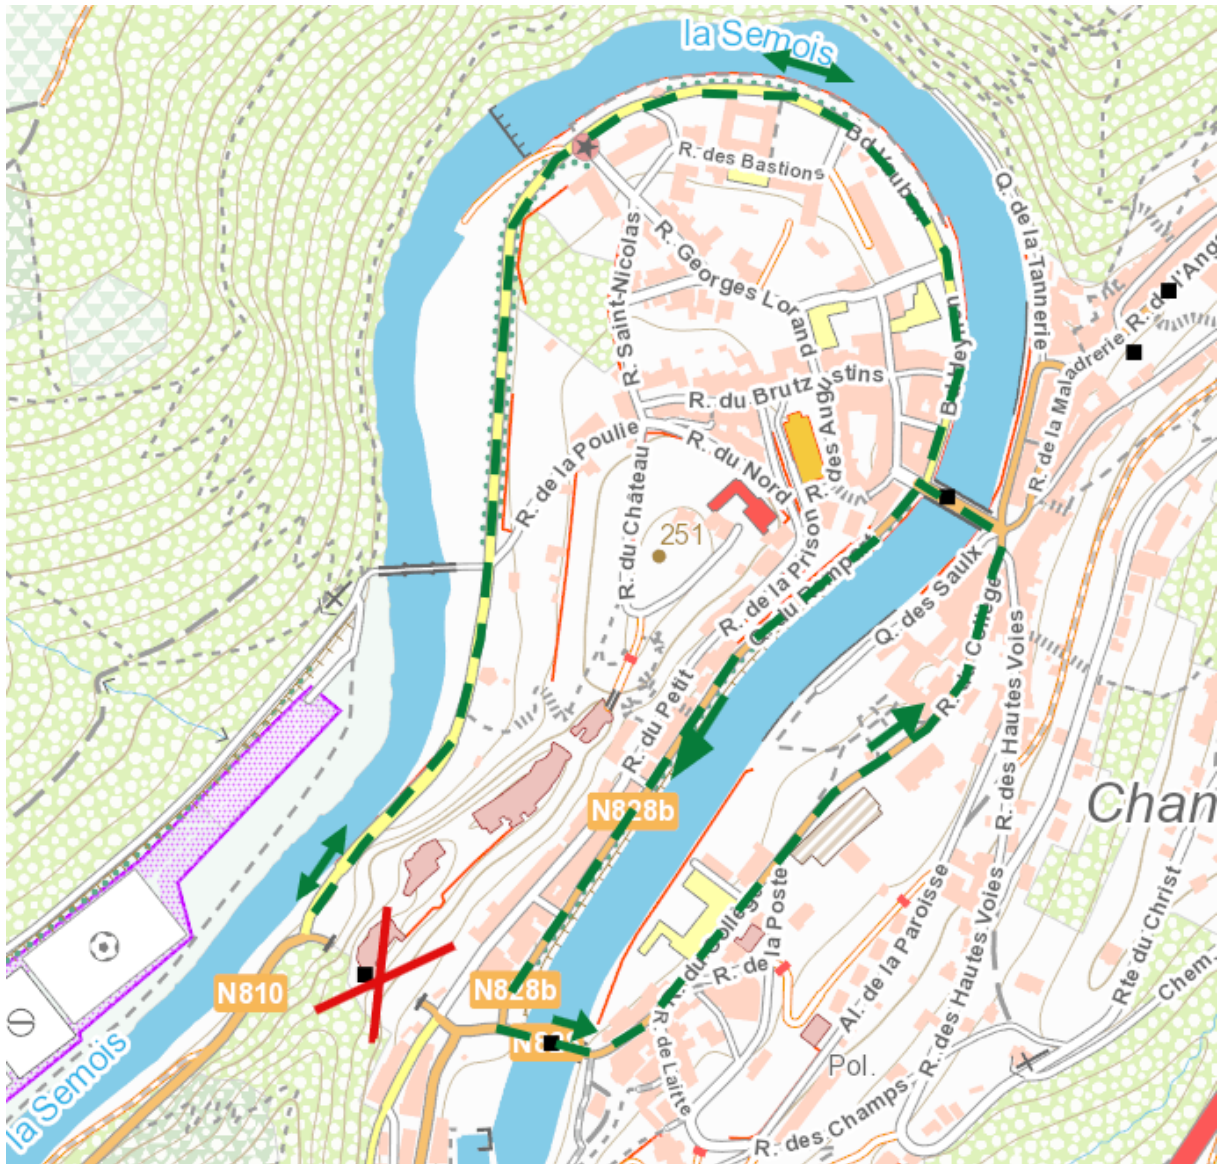 la Semois
Bd Vauban
R. des Bastions
Q. de la Tannerie
R. Saint-Nicolas
R. Georges Lorand
R. de l'Ange
R. de la Maladrerie
Bd Heynen
R. du Brutz
R. des Augustins
R. de la Poulie
R. du Nord
R. du Château
251
R. de la Prison
Q. du Rempart
Q. des Saulx
R. du Collège
R. des Hautes Voies
R. du Petit
N828b
Cham
R. du Collège
R. de la Poste
Al. de la Paroisse
R. des Hautes Voies
Rte du Christ
Chem.
N810
N828b
R. de Laitte
Pol.
la Semois
R. des Champs
R. des Hautes Voies